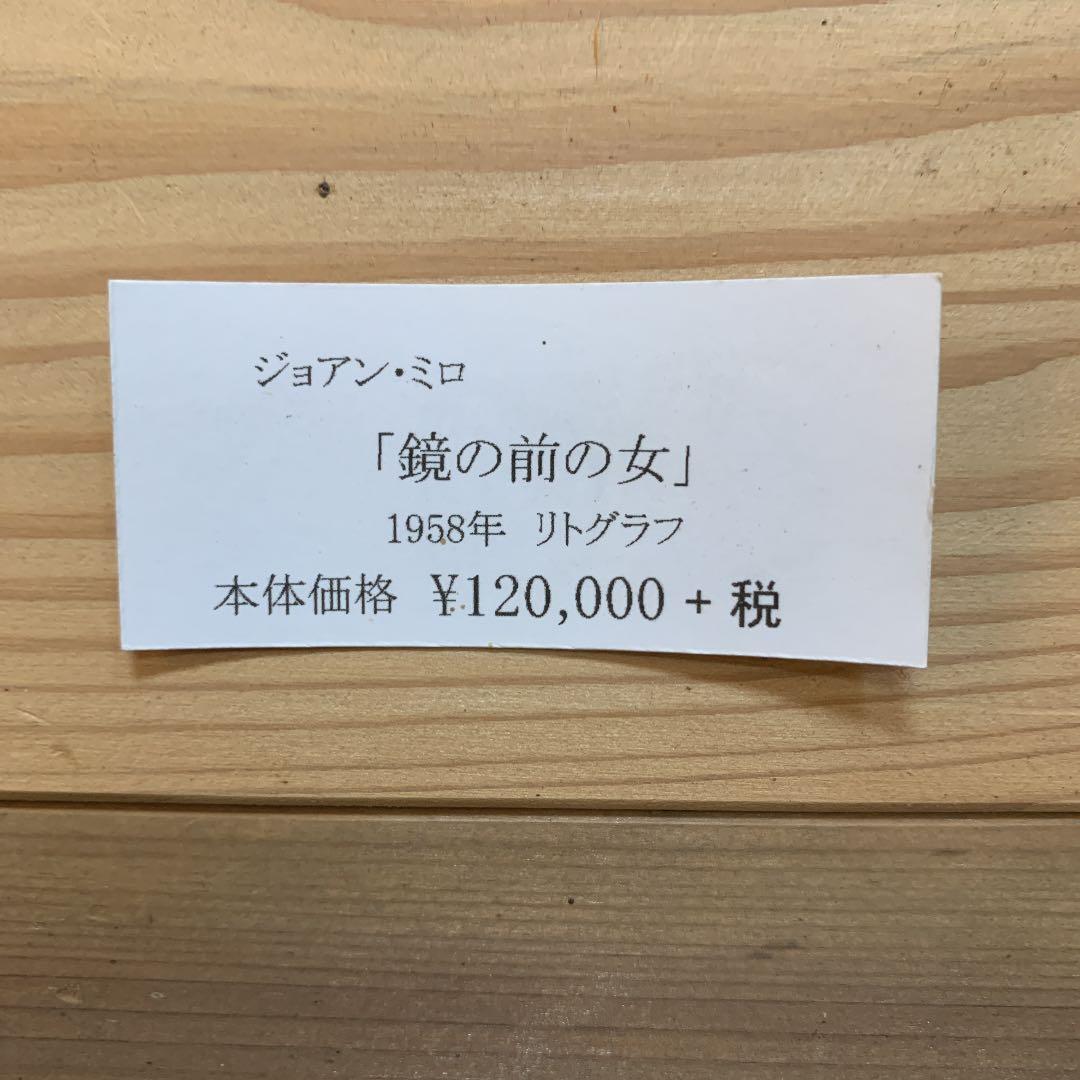 ジョアン・ミロ
「鏡の前の女」
1958年 リトグラフ
本体価格 ¥120,000 + 税